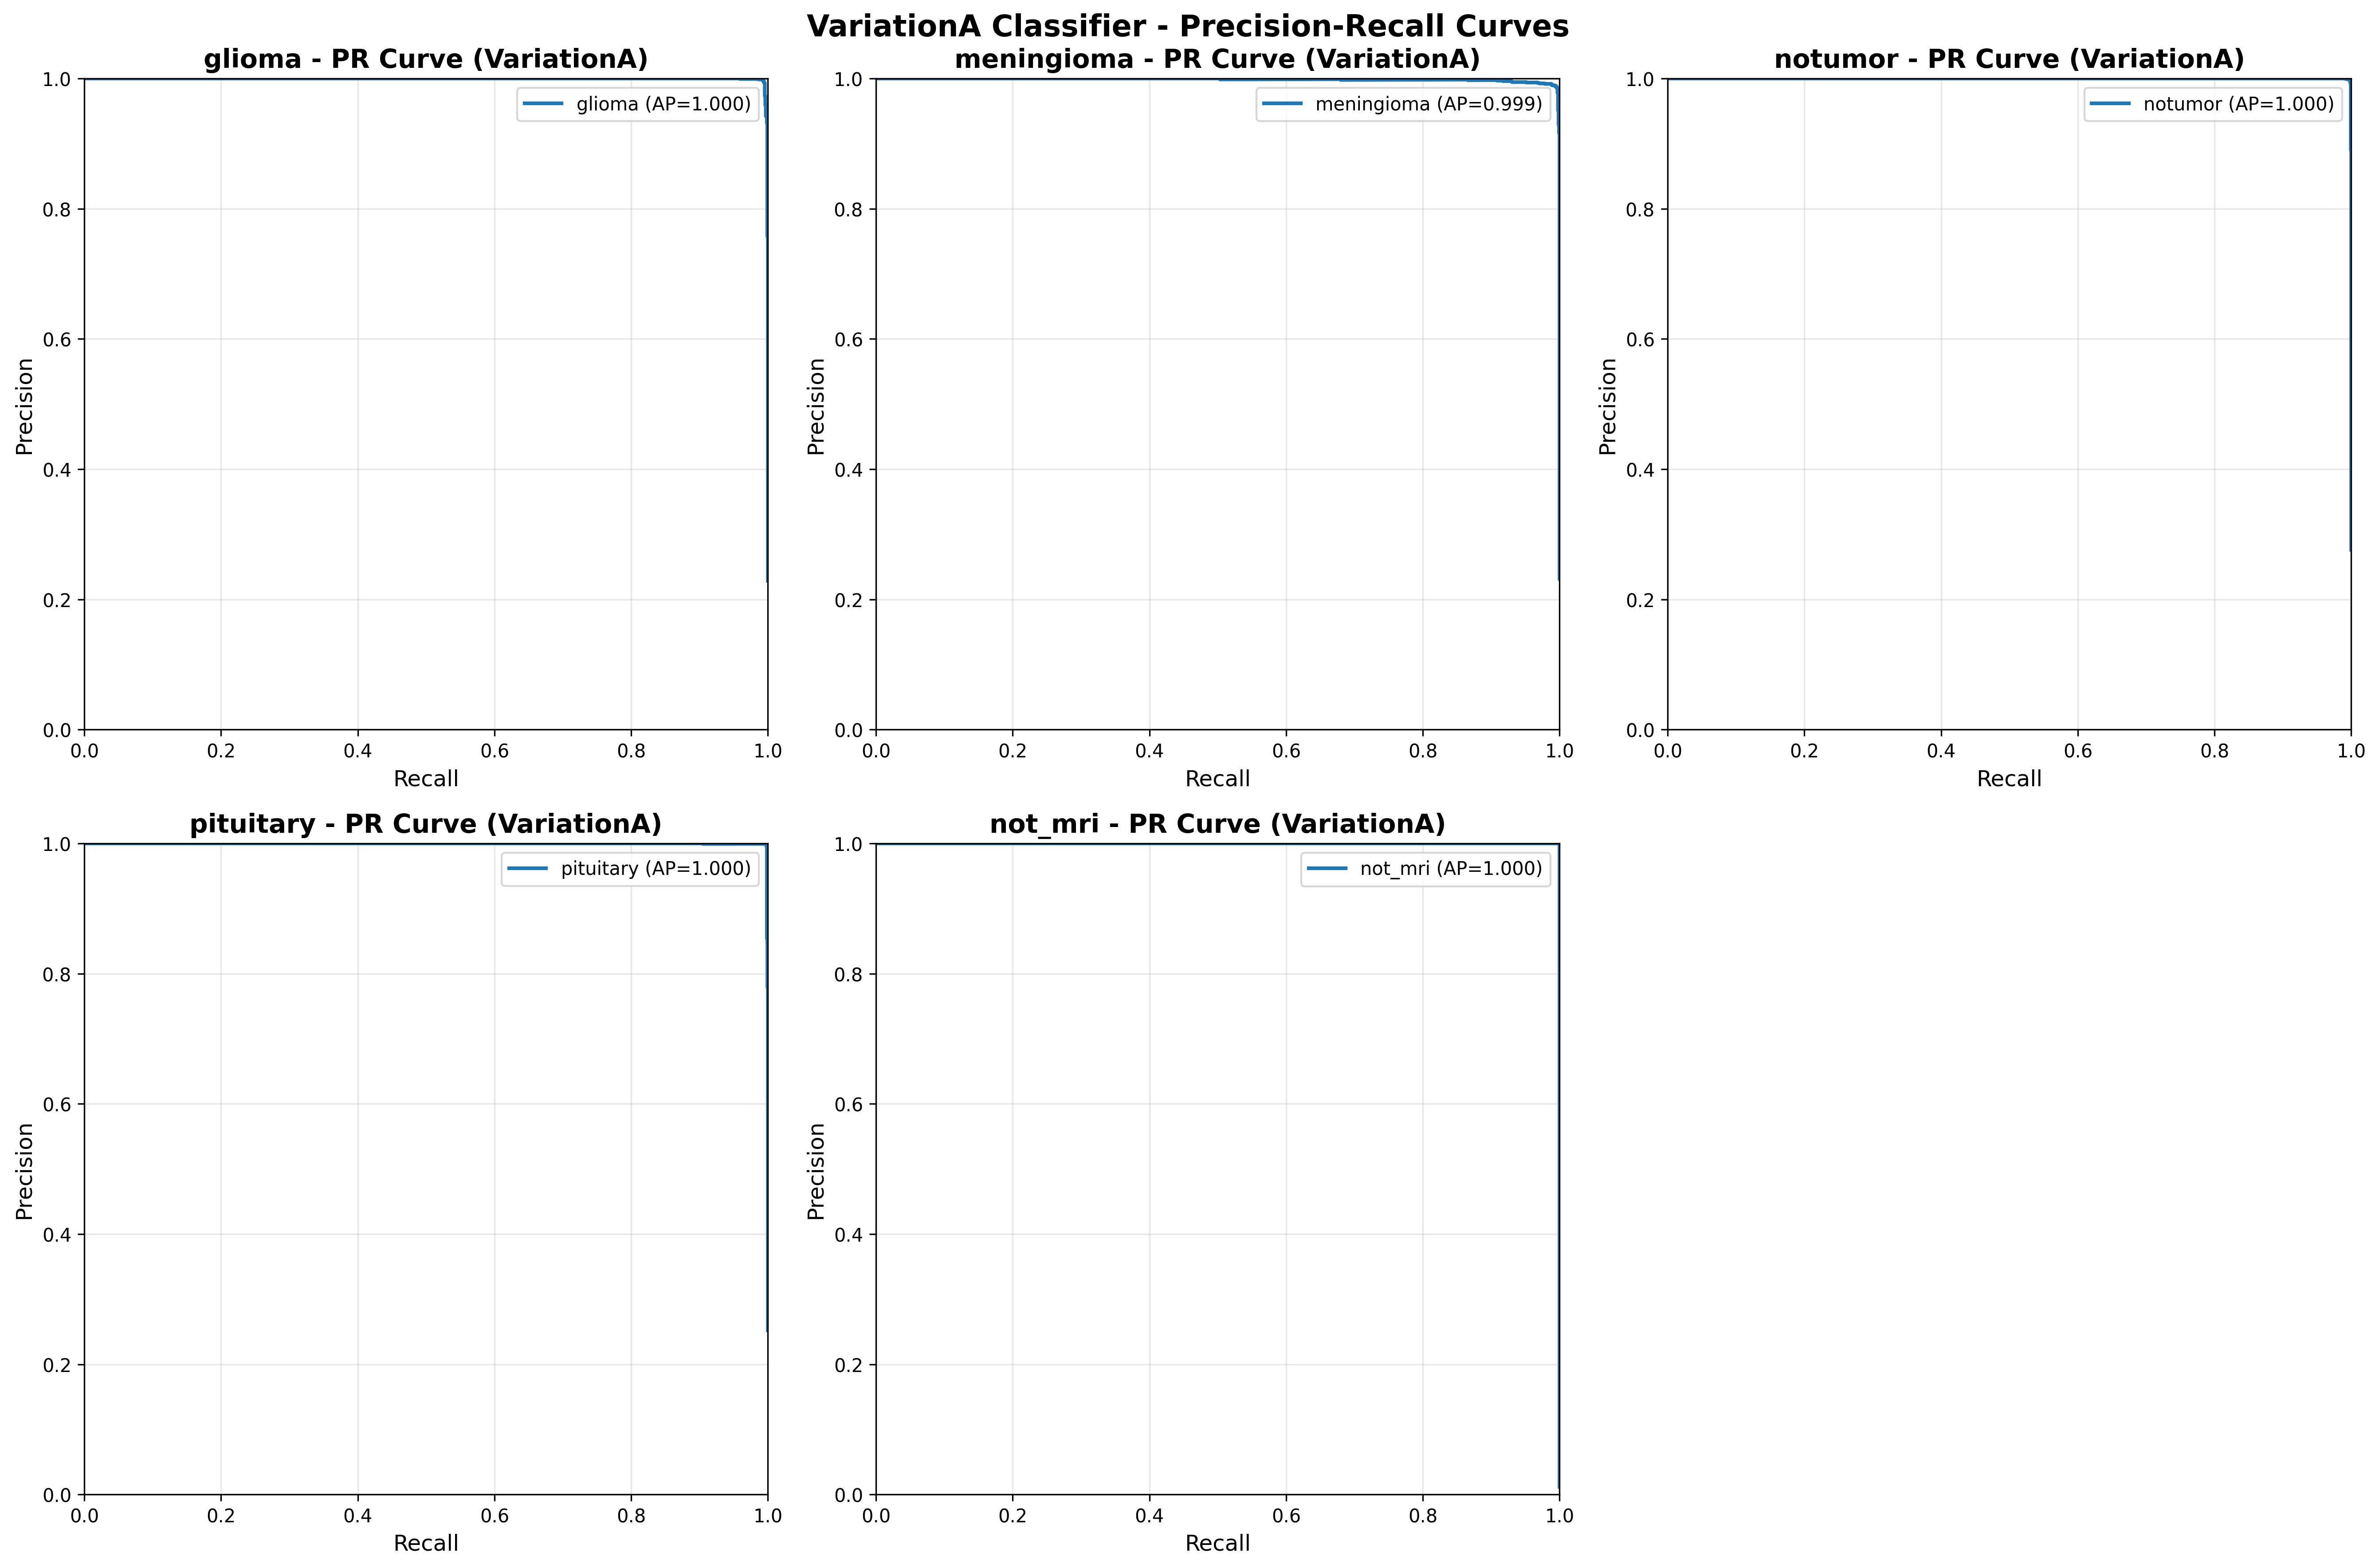 VariationA Classifier - Precision-Recall Curves
glioma - PR Curve (VariationA)
glioma (AP=1.000)
1.0
0.8
0.6
0.4
0.2
0.0
Precision
0.0 0.2 0.4 0.6 0.8 1.0
Recall
meningioma - PR Curve (VariationA)
meningioma (AP=0.999)
1.0
0.8
0.6
0.4
0.2
0.0
Precision
0.0 0.2 0.4 0.6 0.8 1.0
Recall
notumor - PR Curve (VariationA)
notumor (AP=1.000)
1.0
0.8
0.6
0.4
0.2
0.0
Precision
0.0 0.2 0.4 0.6 0.8 1.0
Recall
pituitary - PR Curve (VariationA)
pituitary (AP=1.000)
1.0
0.8
0.6
0.4
0.2
0.0
Precision
0.0 0.2 0.4 0.6 0.8 1.0
Recall
not_mri - PR Curve (VariationA)
not_mri (AP=1.000)
1.0
0.8
0.6
0.4
0.2
0.0
Precision
0.0 0.2 0.4 0.6 0.8 1.0
Recall